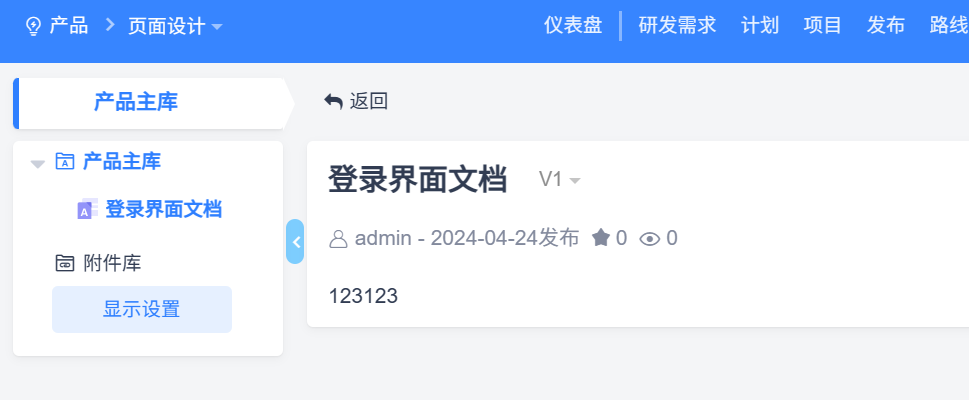 产品 页面设计 仪表盘 研发需求 计划 项目 发布 路线
产品主库
返回
产品主库
登录界面文档
附件库
显示设置
登录界面文档 V1
admin - 2024-04-24发布 0 0
123123